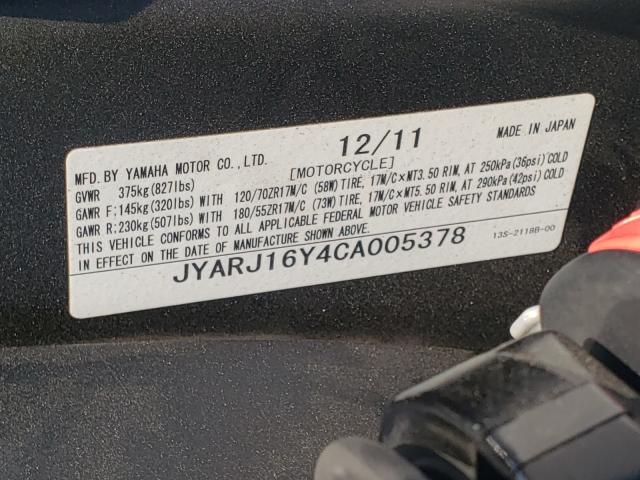 12/11
MADE IN JAPAN
MFD. BY YAMAHA MOTOR CO., LTD.
[MOTORCYCLE]
GVWR 375kg(827lbs)
GAWR F;145kg(320lbs) WITH 120/70ZR17M/C (58W)TIRE, 17M/C×MT3.50 RIM, AT 250kPa(36psi)COLD
GAWR R;230kg(507lbs) WITH 180/55ZR17M/C (73W)TIRE, 17M/C×MT5.50 RIM, AT 290kPa(42psi)COLD
THIS VEHICLE CONFORMS TO ALL APPLICABLE FEDERAL MOTOR VEHICLE SAFETY STANDARDS
IN EFFECT ON THE DATE OF MANUFACTURE SHOWN ABOVE.
JYARJ16Y4CA005378
13S-2118B-00